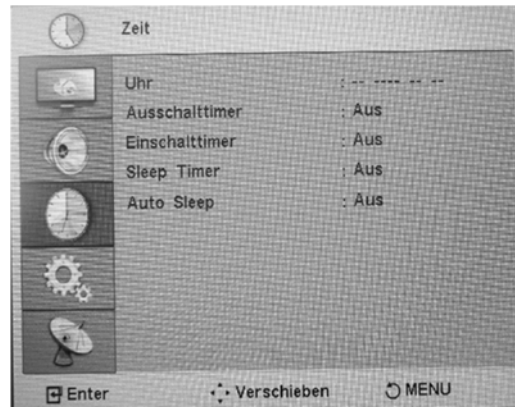 Zeit
Uhr : -- ---- -- --
Ausschalttimer : Aus
Einschalttimer : Aus
Sleep Timer : Aus
Auto Sleep : Aus
Enter Verschieben MENU